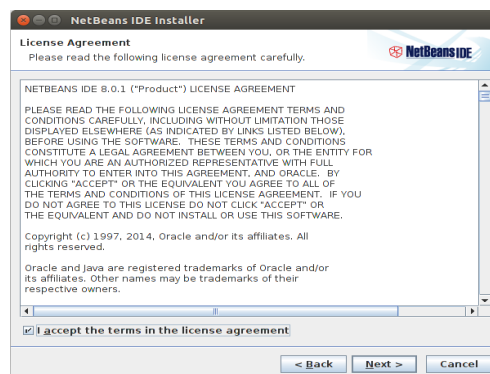 NetBeans IDE Installer
License Agreement
Please read the following license agreement carefully.
NetBeans IDE
NETBEANS IDE 8.0.1 ("Product") LICENSE AGREEMENT
PLEASE READ THE FOLLOWING LICENSE AGREEMENT TERMS AND
CONDITIONS CAREFULLY, INCLUDING WITHOUT LIMITATION THOSE
DISPLAYED ELSEWHERE (AS INDICATED BY LINKS LISTED BELOW),
BEFORE USING THE SOFTWARE.  THESE TERMS AND CONDITIONS
CONSTITUTE A LEGAL AGREEMENT BETWEEN YOU, OR THE ENTITY FOR
WHICH YOU ARE AN AUTHORIZED REPRESENTATIVE WITH FULL
AUTHORITY TO ENTER INTO THIS AGREEMENT, AND ORACLE.  BY
CLICKING "ACCEPT" OR THE EQUIVALENT YOU AGREE TO ALL OF
THE TERMS AND CONDITIONS OF THIS LICENSE AGREEMENT.  IF YOU
DO NOT AGREE TO THIS LICENSE DO NOT CLICK "ACCEPT" OR
THE EQUIVALENT AND DO NOT INSTALL OR USE THIS SOFTWARE.
Copyright (c) 1997, 2014, Oracle and/or its affiliates. All
rights reserved.
Oracle and Java are registered trademarks of Oracle and/or
its affiliates. Other names may be trademarks of their
respective owners.
I accept the terms in the license agreement
< Back
Next >
Cancel